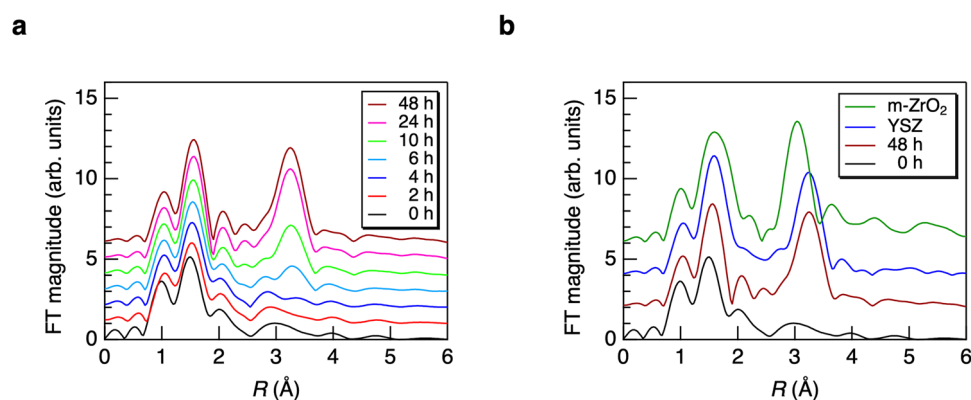 a
FT magnitude (arb. units)
15
10
5
0
48 h
24 h
10 h
6 h
4 h
2 h
0 h
0 1 2 3 4 5 6
R (Å)
b
FT magnitude (arb. units)
15
10
5
0
m-ZrO₂
YSZ
48 h
0 h
0 1 2 3 4 5 6
R (Å)